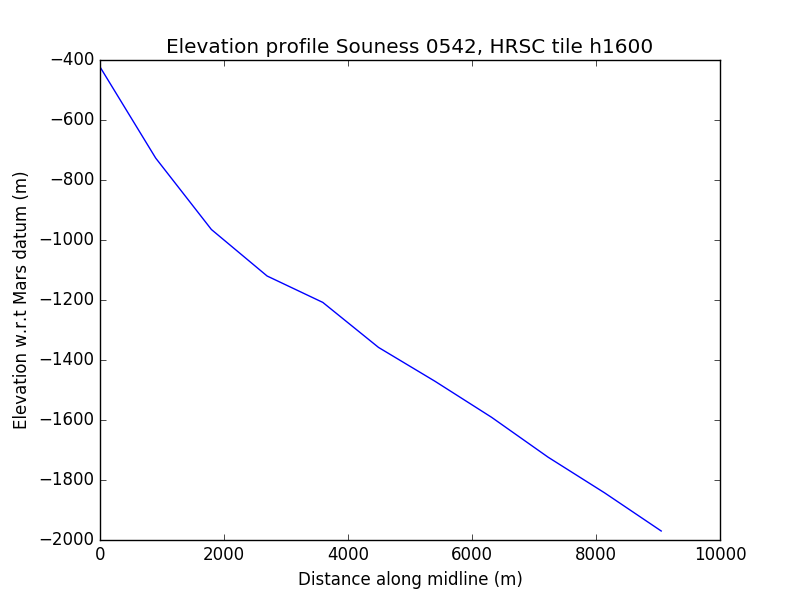 Elevation profile Souness 0542, HRSC tile h1600
−400
−600
−800
−1000
−1200
−1400
−1600
−1800
−2000
Elevation w.r.t Mars datum (m)
0 2000 4000 6000 8000 10000
Distance along midline (m)